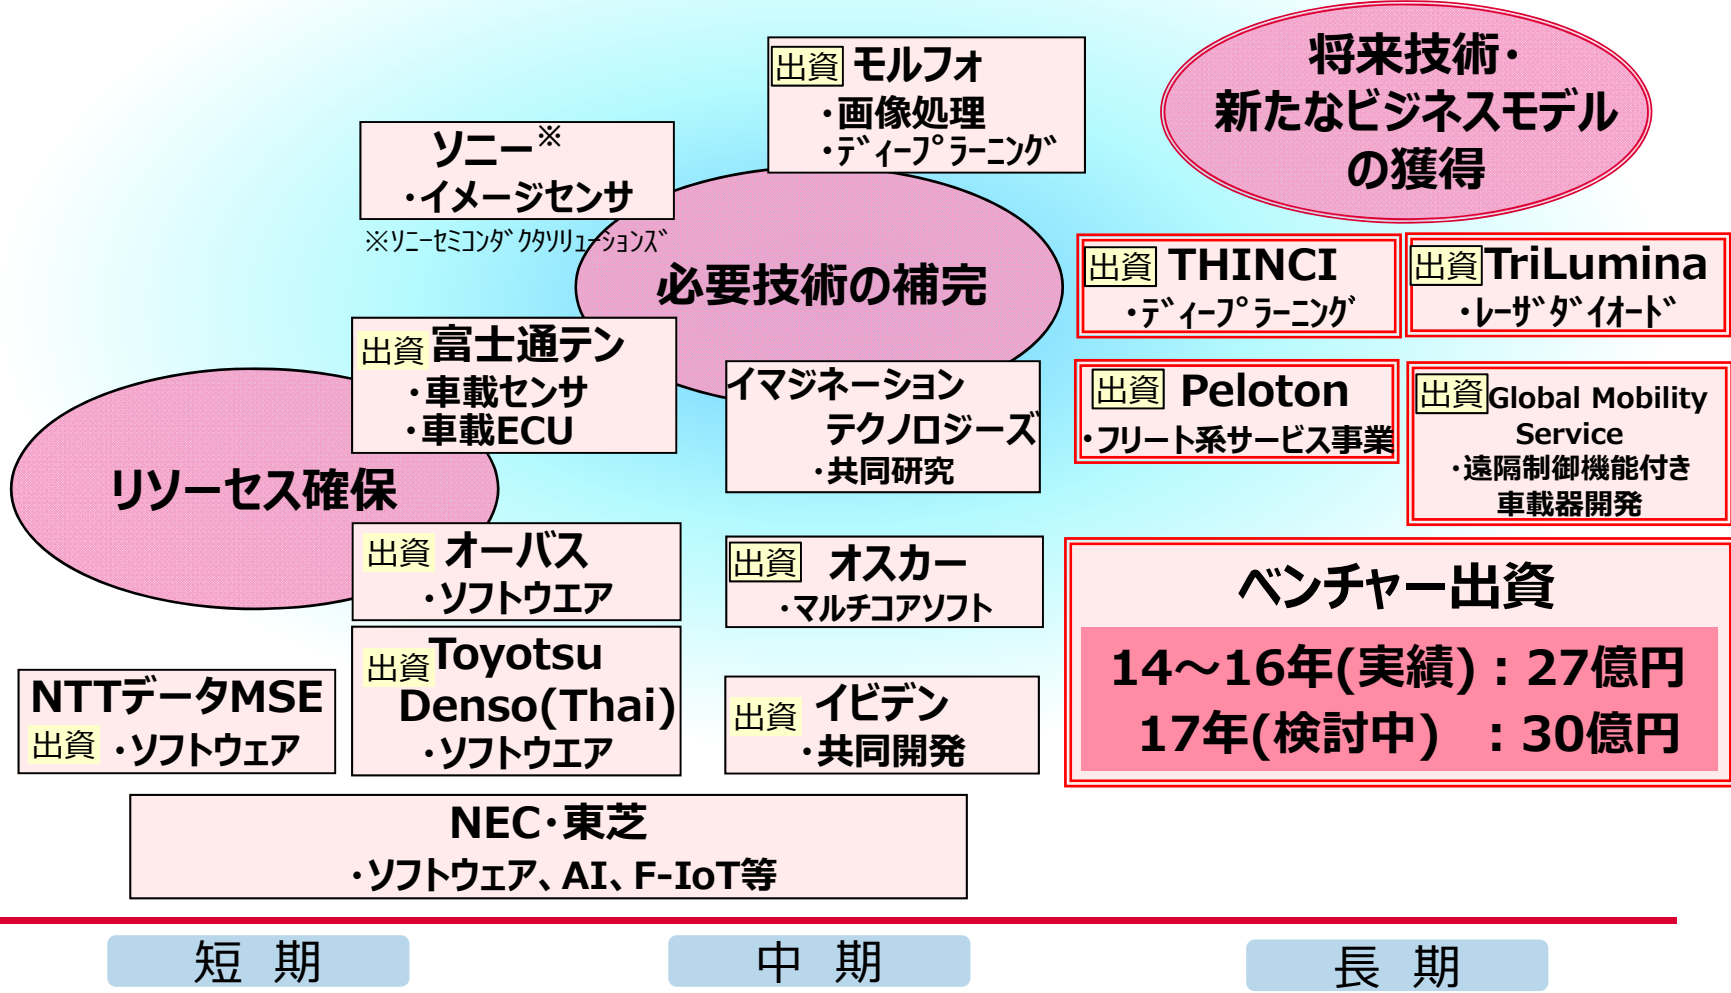 出資 モルフォ
・画像処理
・ディープラーニング
将来技術・
新たなビジネスモデル
の獲得
ソニー※
・イメージセンサ
※ソニーセミコンダクタソリューションズ
必要技術の補完
出資 THINCI
・ディープラーニング
出資 TriLumina
・レーザダイオード
出資 富士通テン
・車載センサ
・車載ECU
イマジネーション
テクノロジーズ
・共同研究
出資 Peloton
・フリート系サービス事業
出資 Global Mobility
Service
・遠隔制御機能付き
車載器開発
リソーセス確保
出資 オーバス
・ソフトウエア
出資 オスカー
・マルチコアソフト
ベンチャー出資
14～16年(実績)：27億円
17年(検討中) ：30億円
NTTデータMSE
出資 ・ソフトウェア
出資 Toyotsu
Denso(Thai)
・ソフトウエア
出資 イビデン
・共同開発
NEC・東芝
・ソフトウェア、AI、F-IoT等
短 期
中 期
長 期